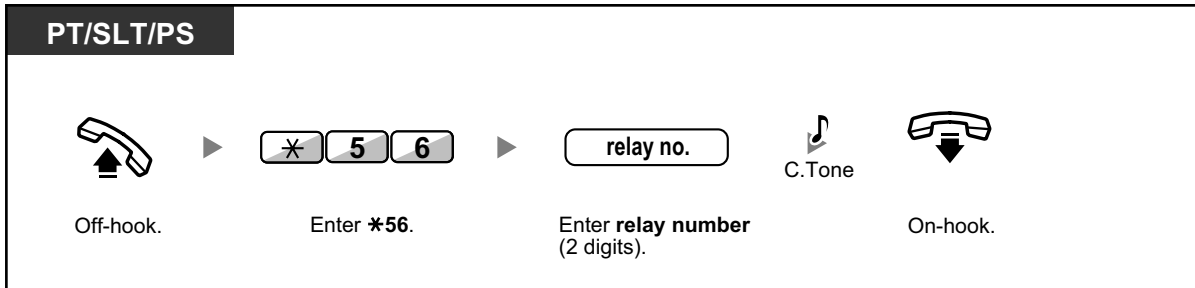 PT/SLT/PS
✳ 5 6
relay no.
C.Tone
Off-hook.
Enter ✳56.
Enter relay number
(2 digits).
On-hook.